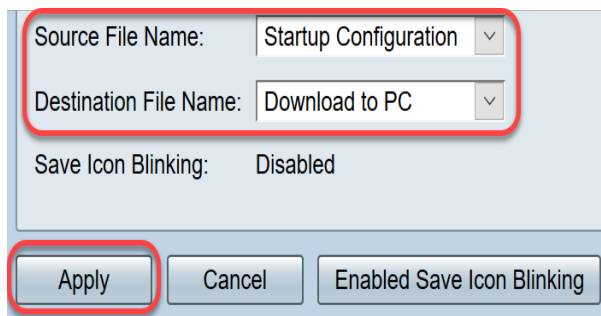 Source File Name: Startup Configuration
Destination File Name: Download to PC
Save Icon Blinking: Disabled
Apply Cancel Enabled Save Icon Blinking